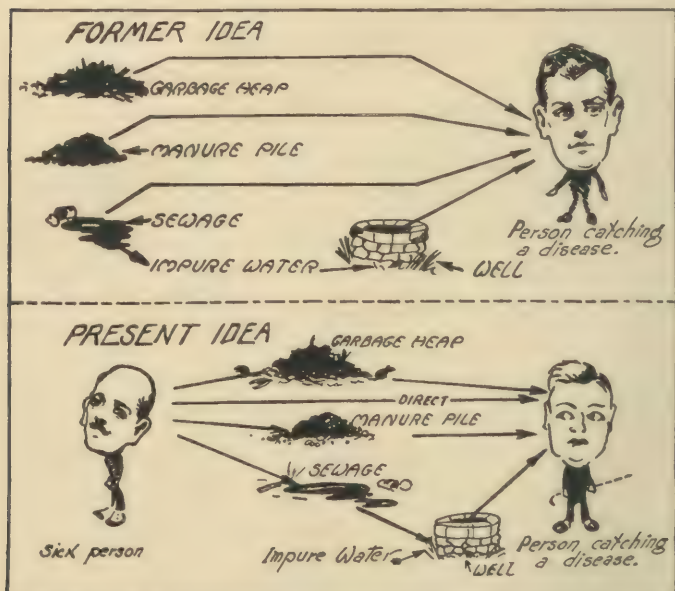 FORMER IDEA
GARBAGE HEAP
MANURE PILE
SEWAGE
IMPURE WATER
WELL
Person catching
a disease.
PRESENT IDEA
GARBAGE HEAP
DIRECT
MANURE PILE
SEWAGE
Sick person
Impure Water
WELL
Person catching
a disease.